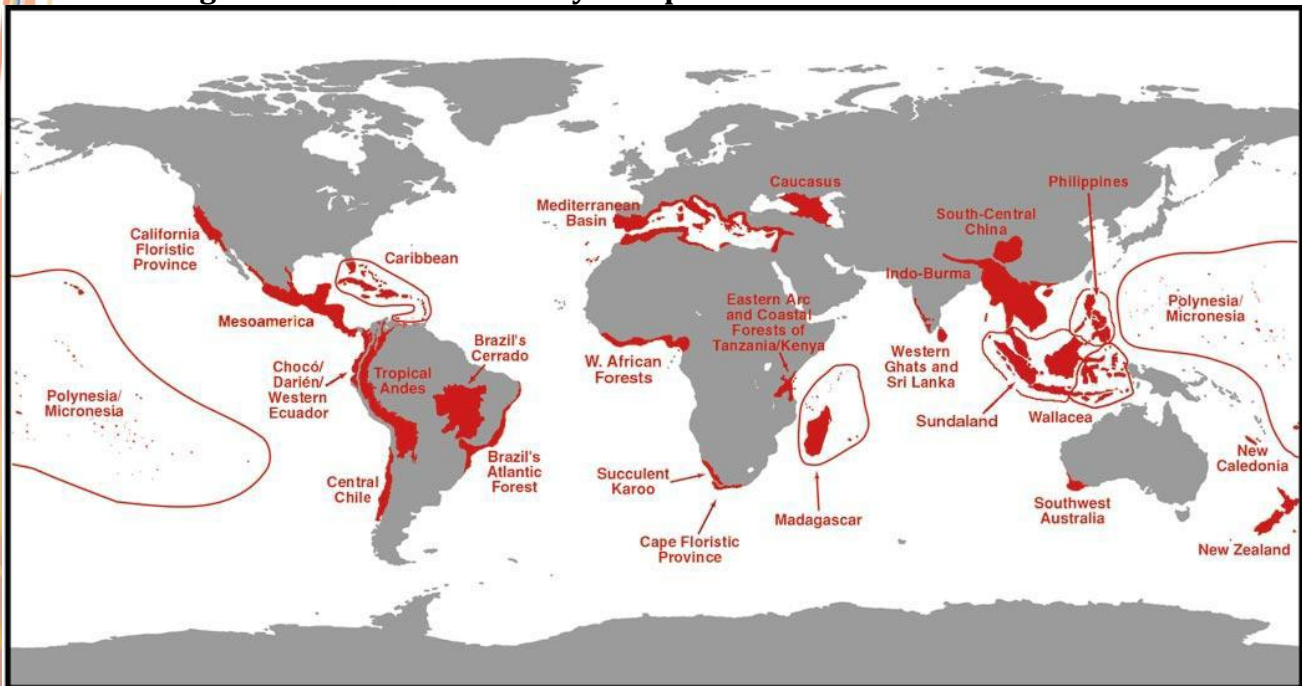 California
Floristic
Province
Caribbean
Mesoamerica
Polynesia/
Micronesia
Chocó/
Darién/
Western
Ecuador
Tropical
Andes
Brazil's
Cerrado
Central
Chile
Brazil's
Atlantic
Forest
Mediterranean
Basin
Caucasus
W. African
Forests
Eastern Arc
and Coastal
Forests of
Tanzania/Kenya
Succulent
Karoo
Cape Floristic
Province
Madagascar
Philippines
South-Central
China
Indo-Burma
Western
Ghats and
Sri Lanka
Sundaland
Wallacea
Polynesia/
Micronesia
Southwest
Australia
New
Caledonia
New Zealand